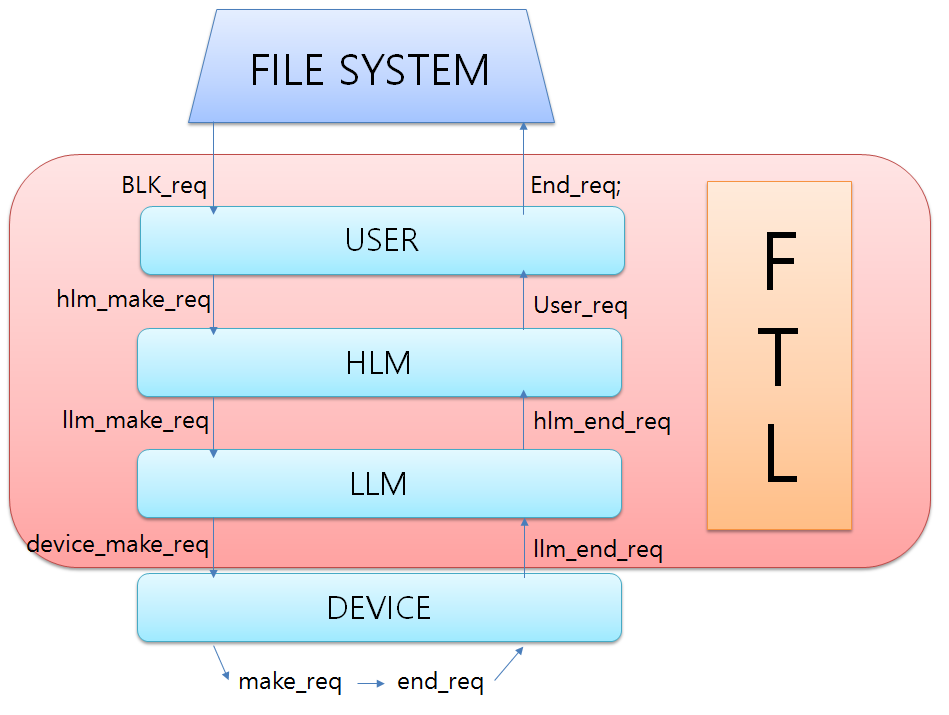 FILE SYSTEM
BLK_req
End_req;
USER
hlm_make_req
User_req
HLM
llm_make_req
hlm_end_req
LLM
device_make_req
llm_end_req
DEVICE
make_req
end_req
F
T
L